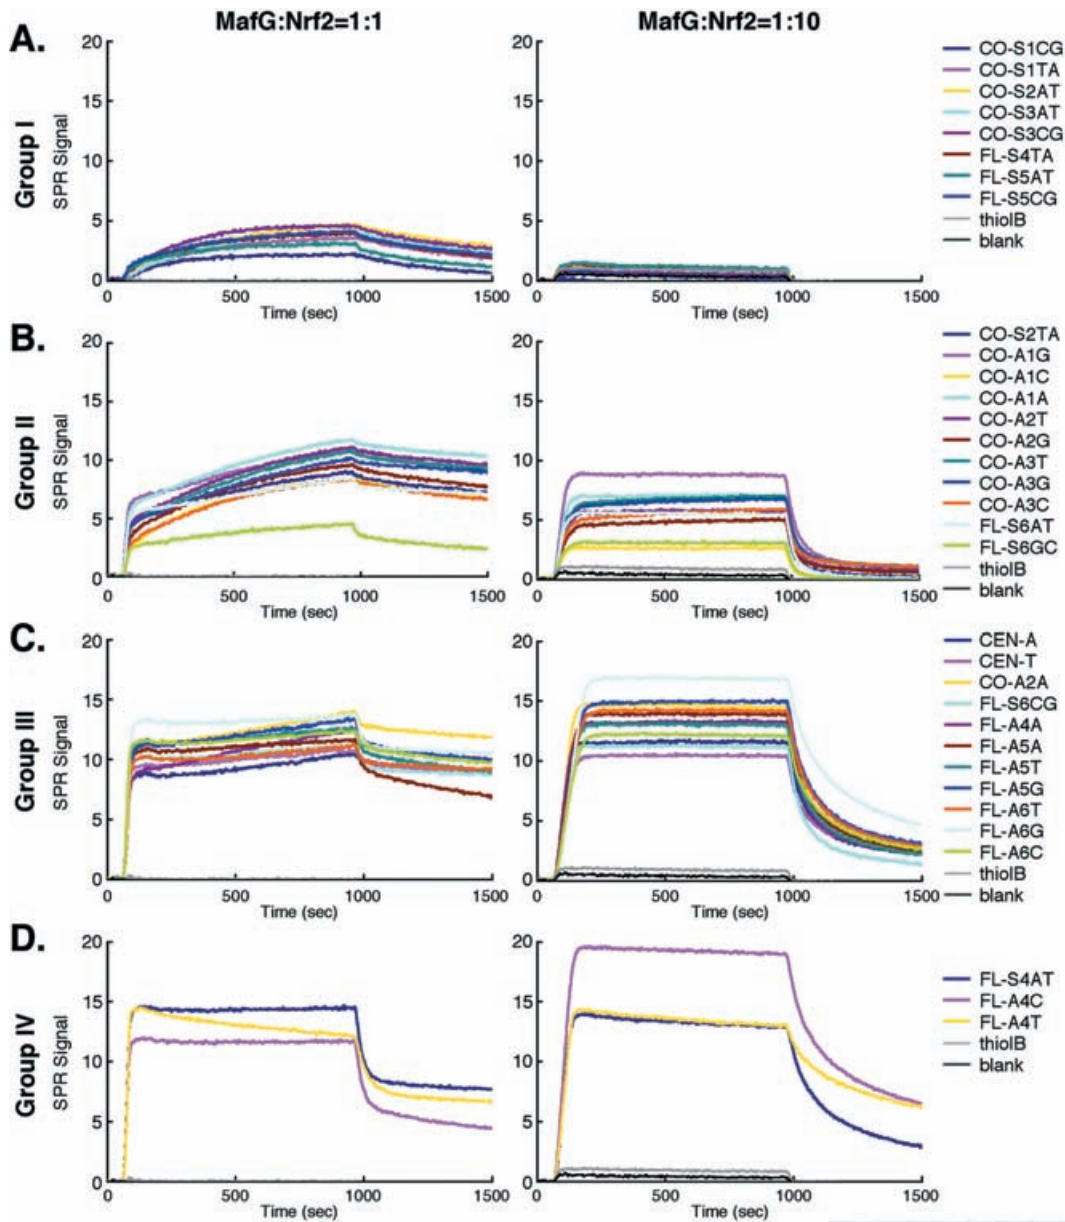 MafG:Nrf2=1:1
MafG:Nrf2=1:10
A.
Group I
SPR Signal
20
15
10
5
0
0 500 1000 1500
Time (sec)
20
15
10
5
0
0 500 1000 1500
Time (sec)
CO-S1CG
CO-S1TA
CO-S2AT
CO-S3AT
CO-S3CG
FL-S4TA
FL-S5AT
FL-S5CG
thiolB
blank
B.
Group II
SPR Signal
20
15
10
5
0
0 500 1000 1500
Time (sec)
20
15
10
5
0
0 500 1000 1500
Time (sec)
CO-S2TA
CO-A1G
CO-A1C
CO-A1A
CO-A2T
CO-A2G
CO-A3T
CO-A3G
CO-A3C
FL-S6AT
FL-S6GC
thiolB
blank
C.
Group III
SPR Signal
20
15
10
5
0
0 500 1000 1500
Time (sec)
20
15
10
5
0
0 500 1000 1500
Time (sec)
CEN-A
CEN-T
CO-A2A
FL-S6CG
FL-A4A
FL-A5A
FL-A5T
FL-A5G
FL-A6T
FL-A6G
FL-A6C
thiolB
blank
D.
Group IV
SPR Signal
20
15
10
5
0
0 500 1000 1500
Time (sec)
20
15
10
5
0
0 500 1000 1500
Time (sec)
FL-S4AT
FL-A4C
FL-A4T
thiolB
blank